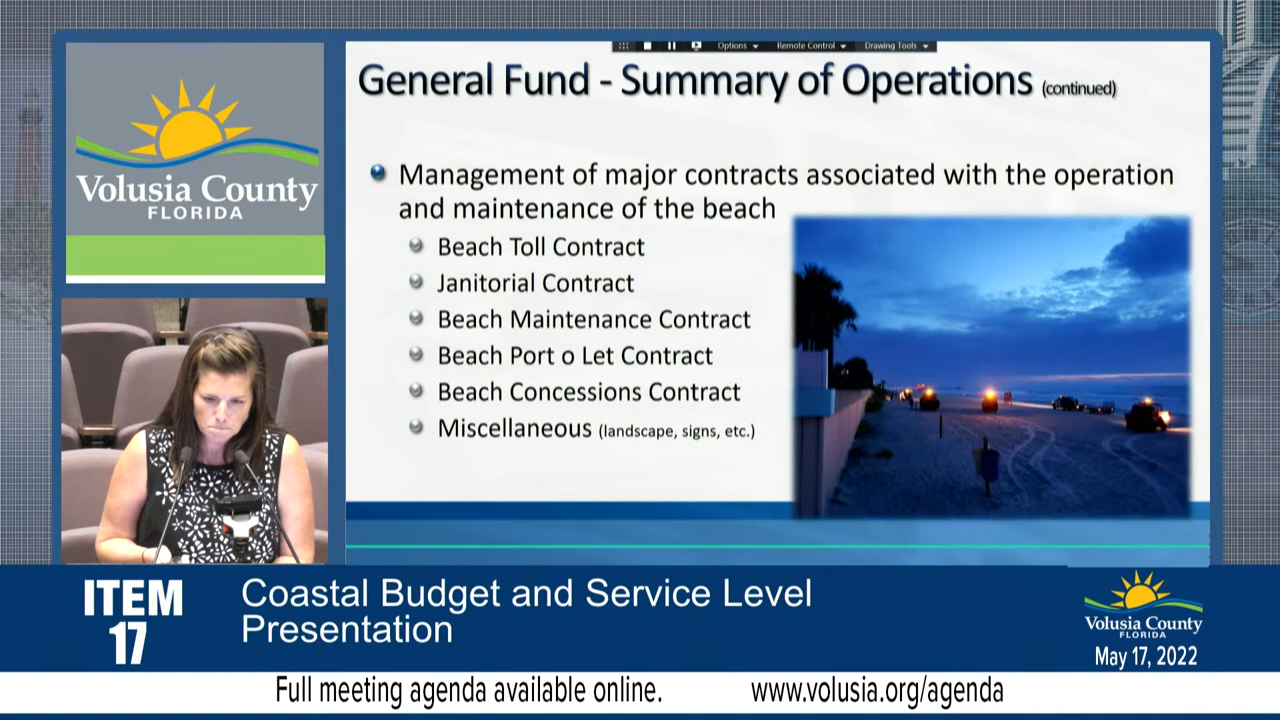 Options
Remote Control
Drawing Tools
General Fund - Summary of Operations (continued)
Volusia County
FLORIDA
Management of major contracts associated with the operation
and maintenance of the beach
Beach Toll Contract
Janitorial Contract
Beach Maintenance Contract
Beach Port o Let Contract
Beach Concessions Contract
Miscellaneous (landscape, signs, etc.)
ITEM
17
Coastal Budget and Service Level
Presentation
Volusia County
FLORIDA
May 17, 2022
Full meeting agenda available online.
www.volusia.org/agenda